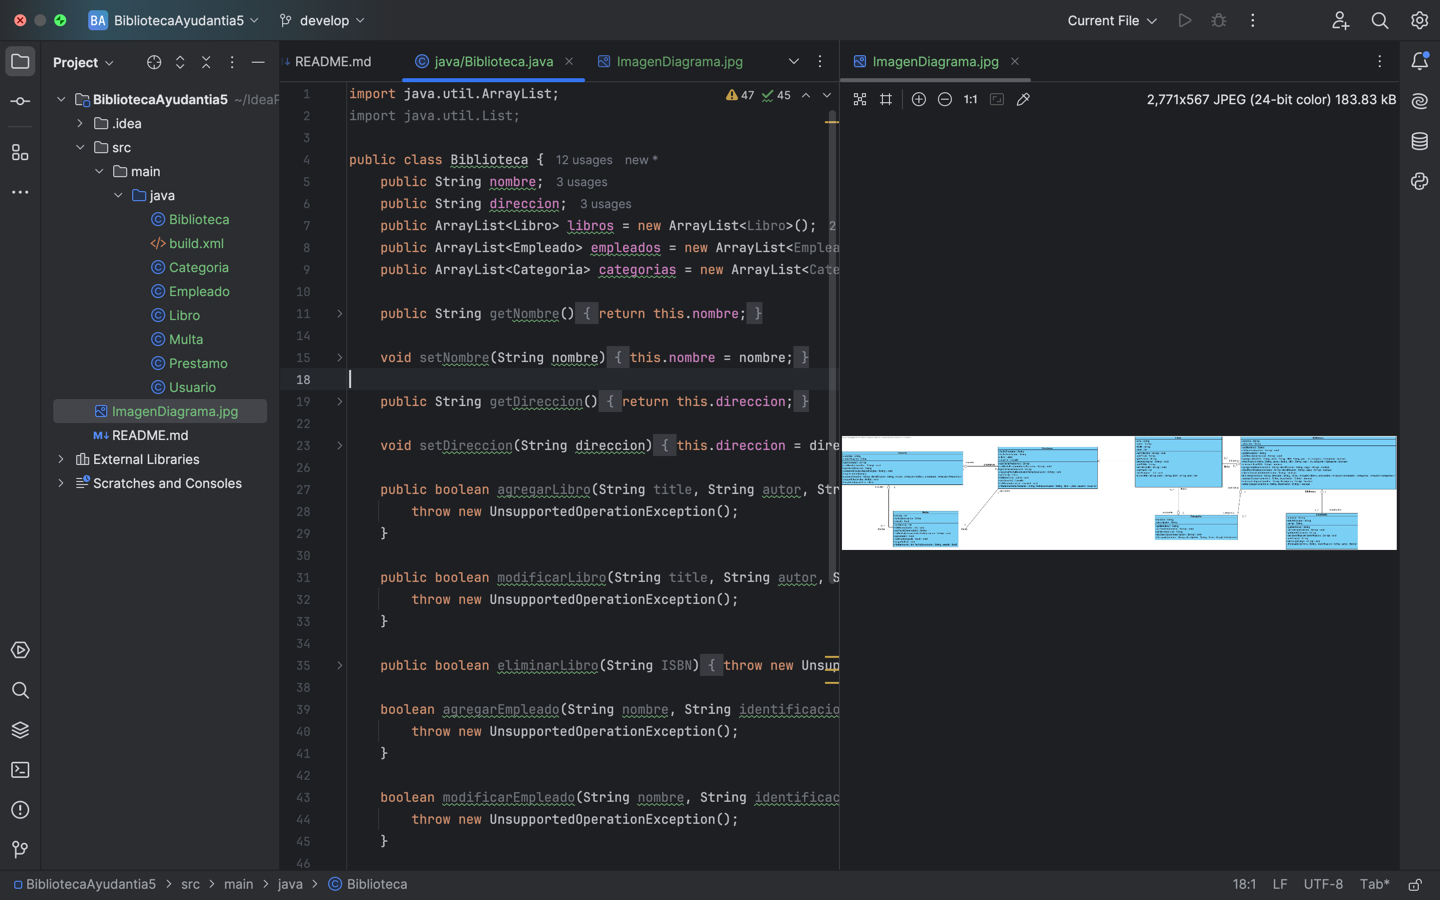 BA BibliotecaAyudantia5 develop Current File
Project
BibliotecaAyudantia5 ~/IdeaP
.idea
src
main
java
Biblioteca
</> build.xml
Categoria
Empleado
Libro
Multa
Prestamo
Usuario
ImagenDiagrama.jpg
M↓ README.md
External Libraries
Scratches and Consoles
README.md java/Biblioteca.java ImagenDiagrama.jpg
47 45
1 import java.util.ArrayList;
2 import java.util.List;
3
4 public class Biblioteca { 12 usages new *
5 public String nombre; 3 usages
6 public String direccion; 3 usages
7 public ArrayList<Libro> libros = new ArrayList<Libro>(); 2
8 public ArrayList<Empleado> empleados = new ArrayList<Emplea
9 public ArrayList<Categoria> categorias = new ArrayList<Cate
10
11 public String getNombre() { return this.nombre; }
14
15 void setNombre(String nombre) { this.nombre = nombre; }
18
19 public String getDireccion() { return this.direccion; }
22
23 void setDireccion(String direccion) { this.direccion = dire
26
27 public boolean agregarLibro(String title, String autor, Str
28 throw new UnsupportedOperationException();
29 }
30
31 public boolean modificarLibro(String title, String autor, S
32 throw new UnsupportedOperationException();
33 }
34
35 public boolean eliminarLibro(String ISBN) { throw new Unsup
38
39 boolean agregarEmpleado(String nombre, String identificacio
40 throw new UnsupportedOperationException();
41 }
42
43 boolean modificarEmpleado(String nombre, String identificac
44 throw new UnsupportedOperationException();
45 }
46
ImagenDiagrama.jpg
1:1 2,771x567 JPEG (24-bit color) 183.83 kB
BibliotecaAyudantia5 > src > main > java > Biblioteca
18:1 LF UTF-8 Tab*